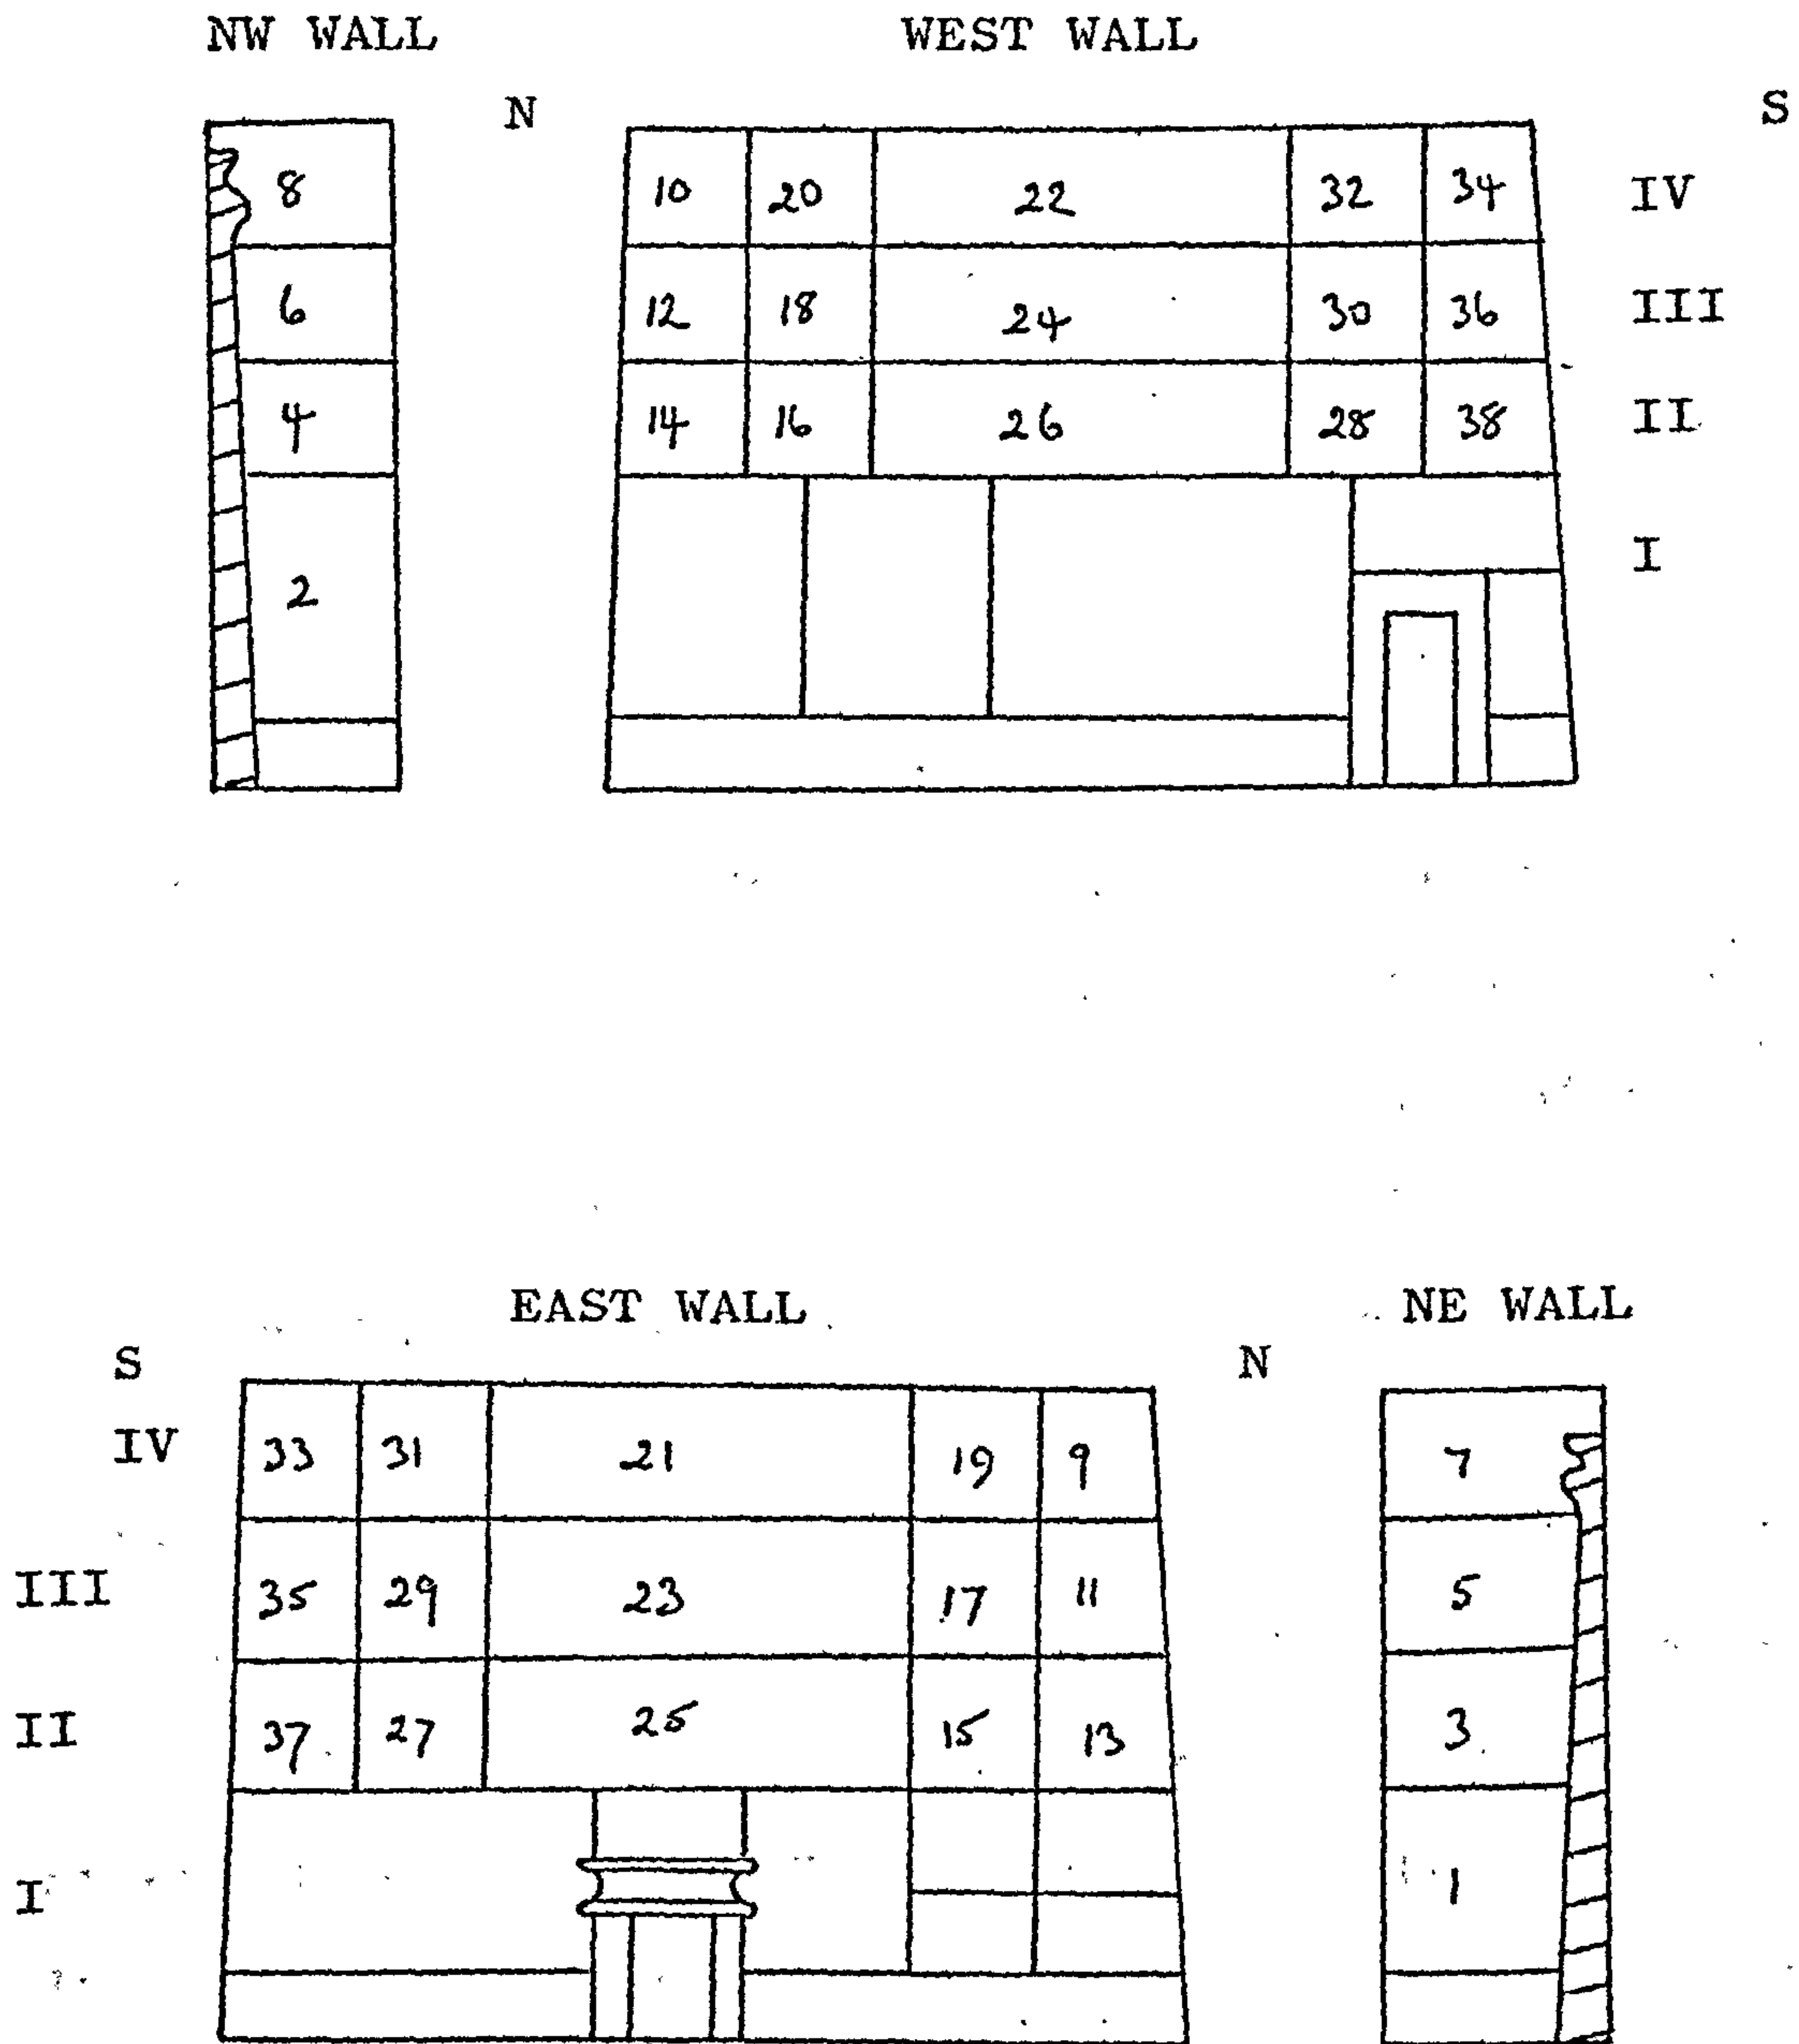 NW WALL WEST WALL
N S
8 10 20 22 32 34 IV
6 12 18 24 30 36 III
4 14 16 26 28 38 II
2 I
EAST WALL NE WALL
S N
IV 33 31 21 19 9 7
III 35 29 23 17 11 5
II 37 27 25 15 13 3
I 1